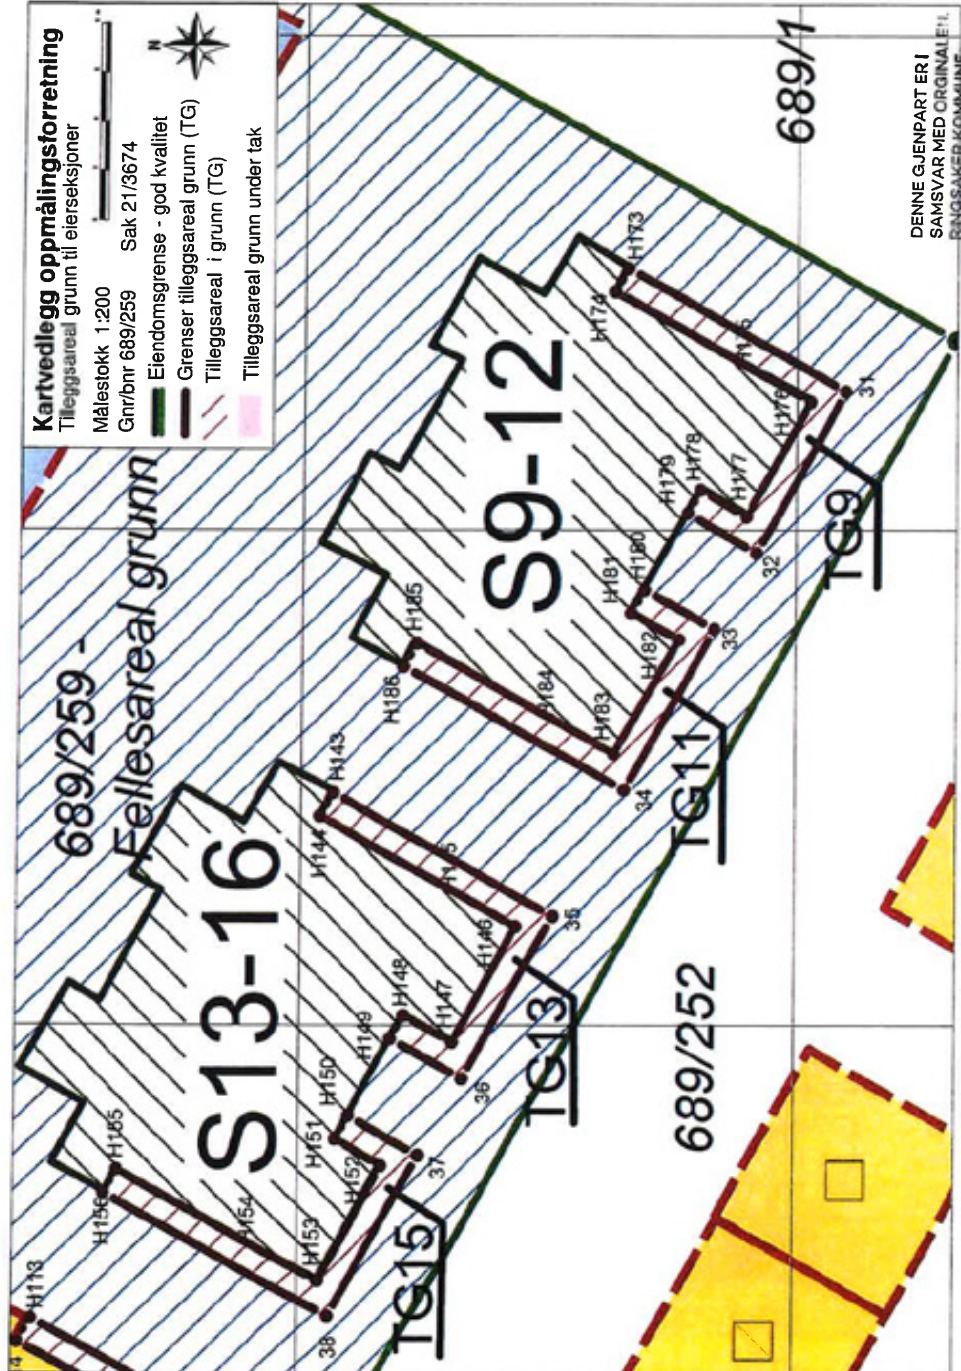 Kartvedlegg oppmålingsforretning
Tilleggsareal grunn til eierseksjoner
Målestokk 1:200
Gnr/bnr 689/259 Sak 21/3674
Eiendomsgrense - god kvalitet
Grenser tilleggsareal grunn (TG)
Tilleggsareal i grunn (TG)
Tilleggsareal grunn under tak
N
689/259 -
Fellesareal grunn
689/1
689/252
S9-12
S13-16
TG9
TG11
TG13
TG15
H173
H174
H176
H177
H178
H179
H180
H181
H182
H183
H184
H185
H186
31
32
33
34
H143
H144
H146
H147
H148
H149
H150
H151
H152
H153
H154
H155
H156
35
36
37
38
H113
DENNE GJENPART ER I
SAMSVAR MED ORGINALEN.
RINGSAKER KOMMUNE